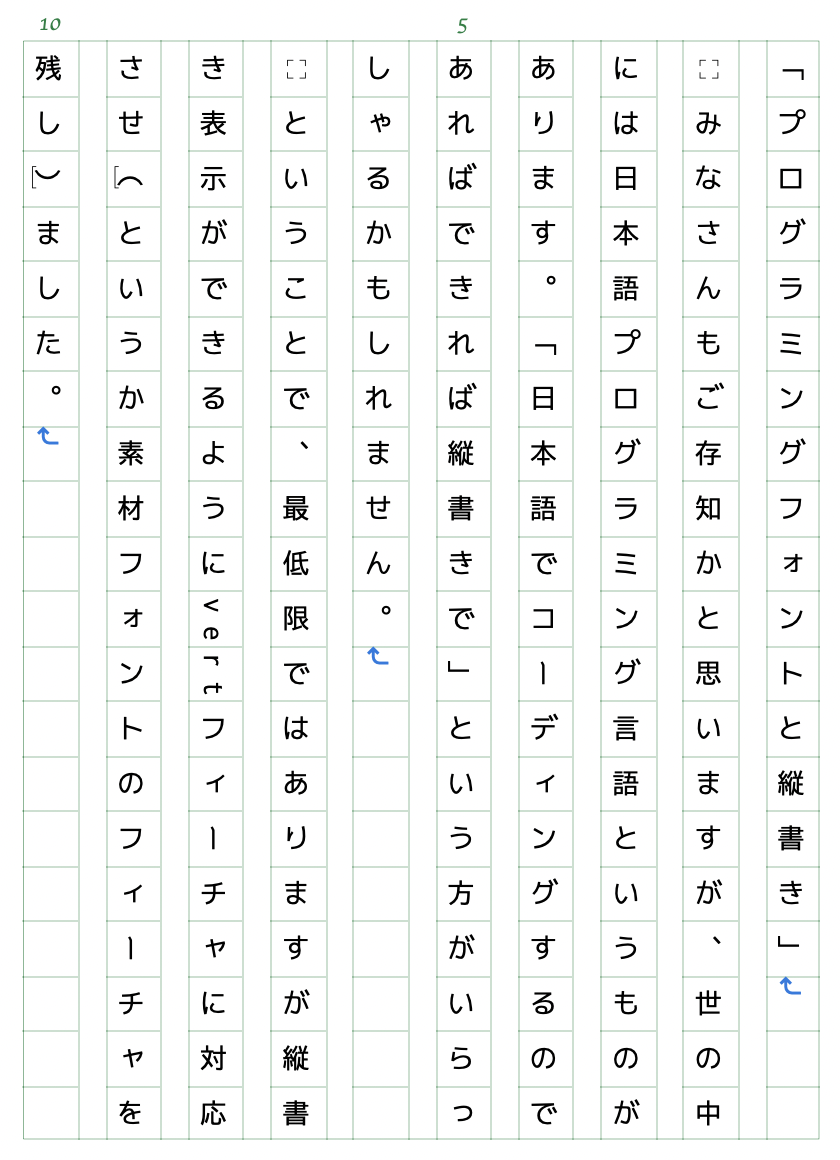 「プログラミングフォントと縦書き」
　みなさんもご存知かと思いますが、世の中
には日本語プログラミング言語というものが
あります。「日本語でコーディングするので
5
あればできれば縦書きで」という方がいらっ
しゃるかもしれません。
　ということで、最低限ではありますが縦書
き表示ができるようにvertフィーチャに対応
させ（というか素材フォントのフィーチャを
10
残し）ました。